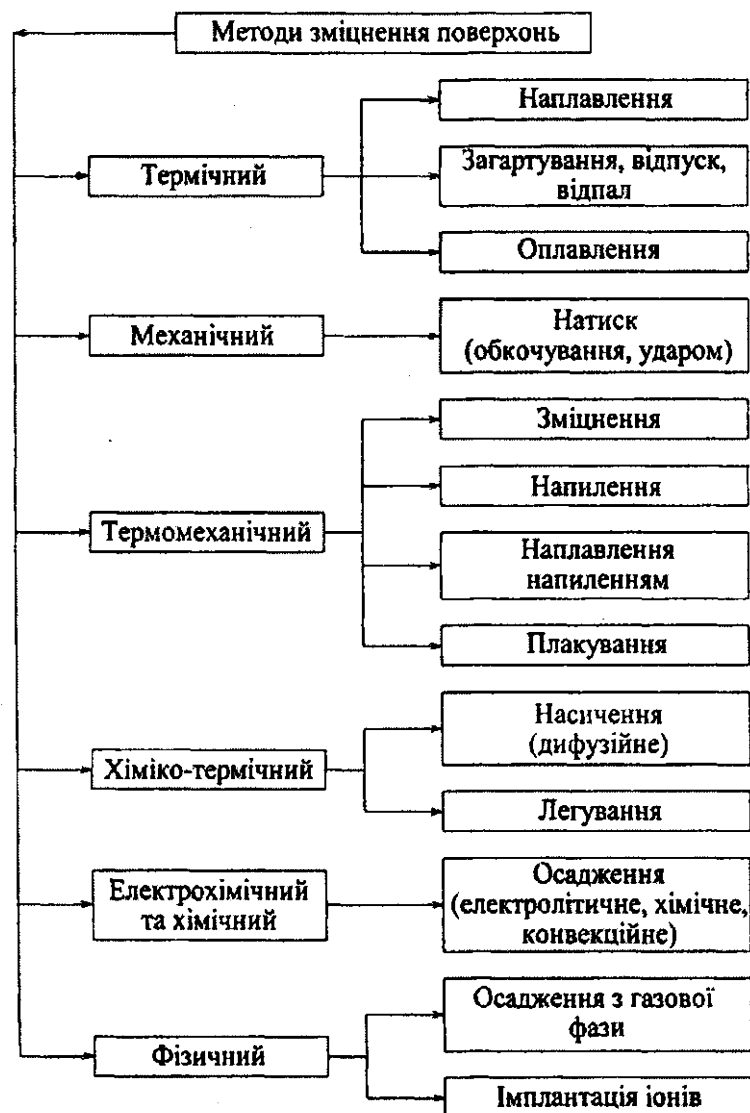 Методи зміцнення поверхонь
Термічний
Наплавлення
Загартування, відпуск,
відпал
Оплавлення
Механічний
Натиск
(обкочування, ударом)
Термомеханічний
Зміцнення
Напилення
Наплавлення
напиленням
Плакування
Хіміко-термічний
Насичення
(дифузійне)
Легування
Електрохімічний
та хімічний
Осадження
(електролітичне, хімічне,
конвекційне)
Фізичний
Осадження з газової
фази
Імплантація іонів